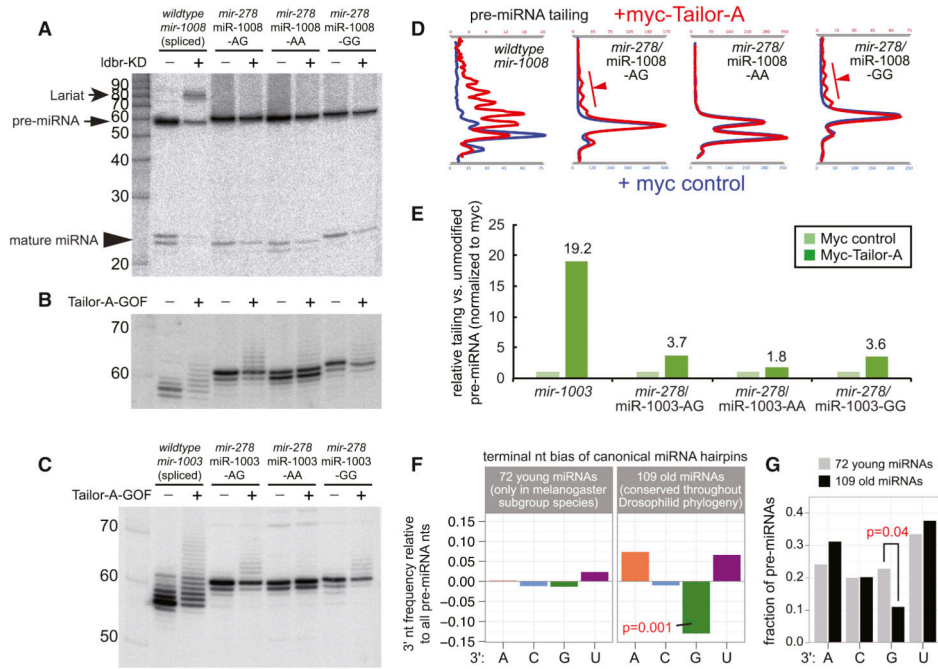 A
wildtype mir-1008 (spliced)
mir-278 miR-1008 -AG
mir-278 miR-1008 -AA
mir-278 miR-1008 -GG
ldbr-KD − + − + − + − +
Lariat
pre-miRNA
mature miRNA
90
80
70
60
50
40
30
20
B
Tailor-A-GOF − + − + − + − +
70
60
C
wildtype mir-1003 (spliced)
mir-278 miR-1003 -AG
mir-278 miR-1003 -AA
mir-278 miR-1003 -GG
Tailor-A-GOF − + − + − + − +
70
60
50
D
pre-miRNA tailing
+myc-Tailor-A
wildtype mir-1008
mir-278/ miR-1008 -AG
mir-278/ miR-1008 -AA
mir-278/ miR-1008 -GG
+ myc control
E
relative tailing vs. unmodified
pre-miRNA (normalized to myc)
25
20
15
10
5
0
Myc control
Myc-Tailor-A
19.2
3.7
1.8
3.6
mir-1003
mir-278/ miR-1003-AG
mir-278/ miR-1003-AA
mir-278/ miR-1003-GG
F
terminal nt bias of canonical miRNA hairpins
72 young miRNAs
(only in melanogaster
subgroup species)
109 old miRNAs
(conserved throughout
Drosophilid phylogeny)
3' nt frequency relative
to all pre-miRNA nts
0.15
0.10
0.05
0.00
−0.05
−0.10
−0.15
p=0.001
3': A C G U A C G U
G
72 young miRNAs
109 old miRNAs
fraction of pre-miRNAs
0.4
0.3
0.2
0.1
0.0
p=0.04
3': A C G U